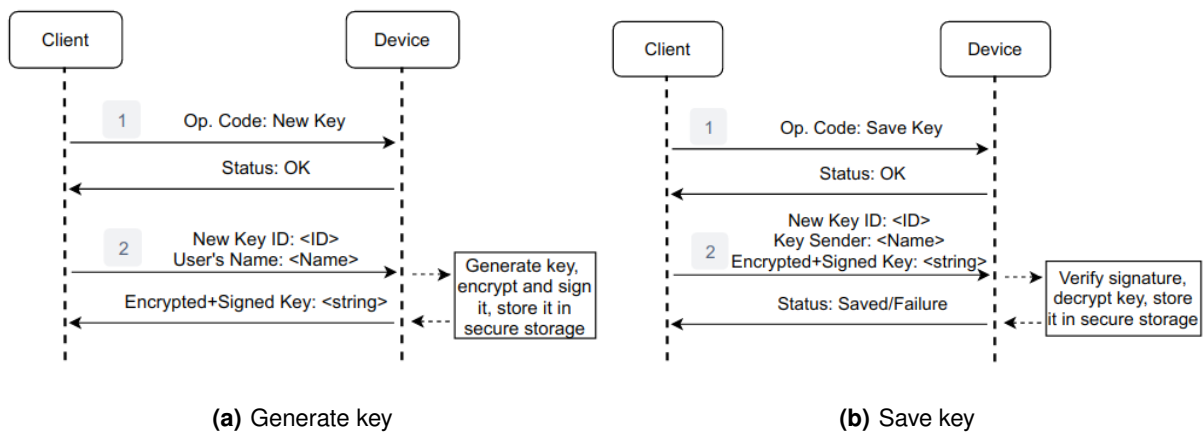 Client
Device
1
Op. Code: New Key
Status: OK
2
New Key ID: <ID>
User's Name: <Name>
Encrypted+Signed Key: <string>
Generate key,
encrypt and sign
it, store it in
secure storage
(a) Generate key
Client
Device
1
Op. Code: Save Key
Status: OK
2
New Key ID: <ID>
Key Sender: <Name>
Encrypted+Signed Key: <string>
Status: Saved/Failure
Verify signature,
decrypt key, store
it in secure storage
(b) Save key